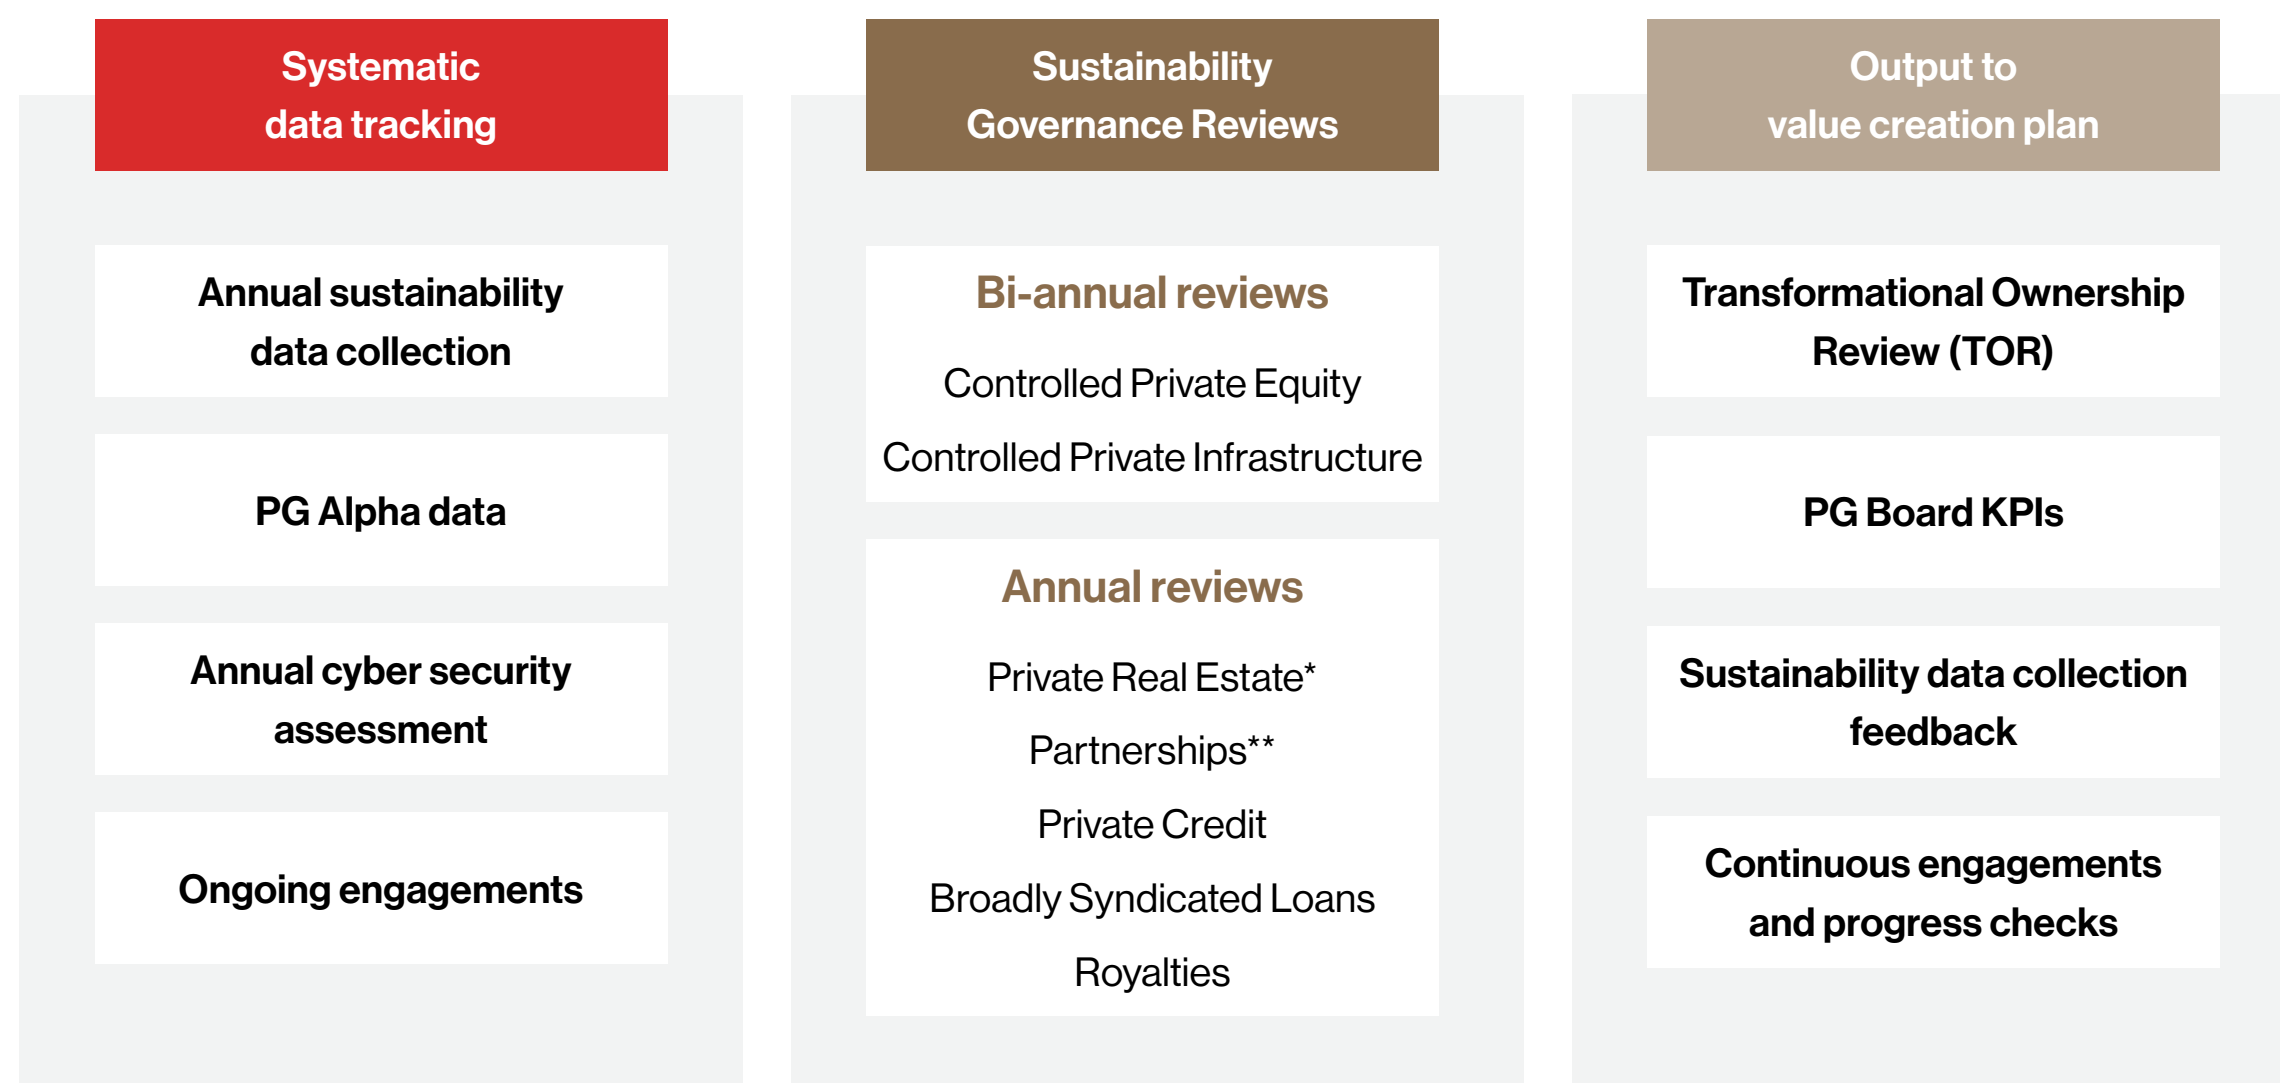 Systematic
data tracking
Annual sustainability
data collection
PG Alpha data
Annual cyber security
assessment
Ongoing engagements
Sustainability
Governance Reviews
Bi-annual reviews
Controlled Private Equity
Controlled Private Infrastructure
Annual reviews
Private Real Estate*
Partnerships**
Private Credit
Broadly Syndicated Loans
Royalties
Output to
value creation plan
Transformational Ownership
Review (TOR)
PG Board KPIs
Sustainability data collection
feedback
Continuous engagements
and progress checks